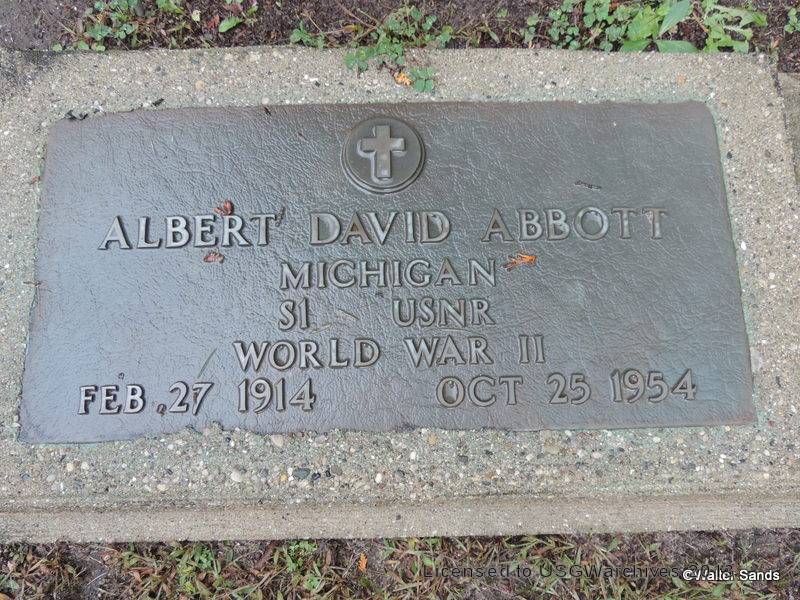 ALBERT DAVID ABBOTT
MICHIGAN
S1 USNR
WORLD WAR II
FEB 27 1914 OCT 25 1954
Licensed to USGWarchives
©Walter Sands